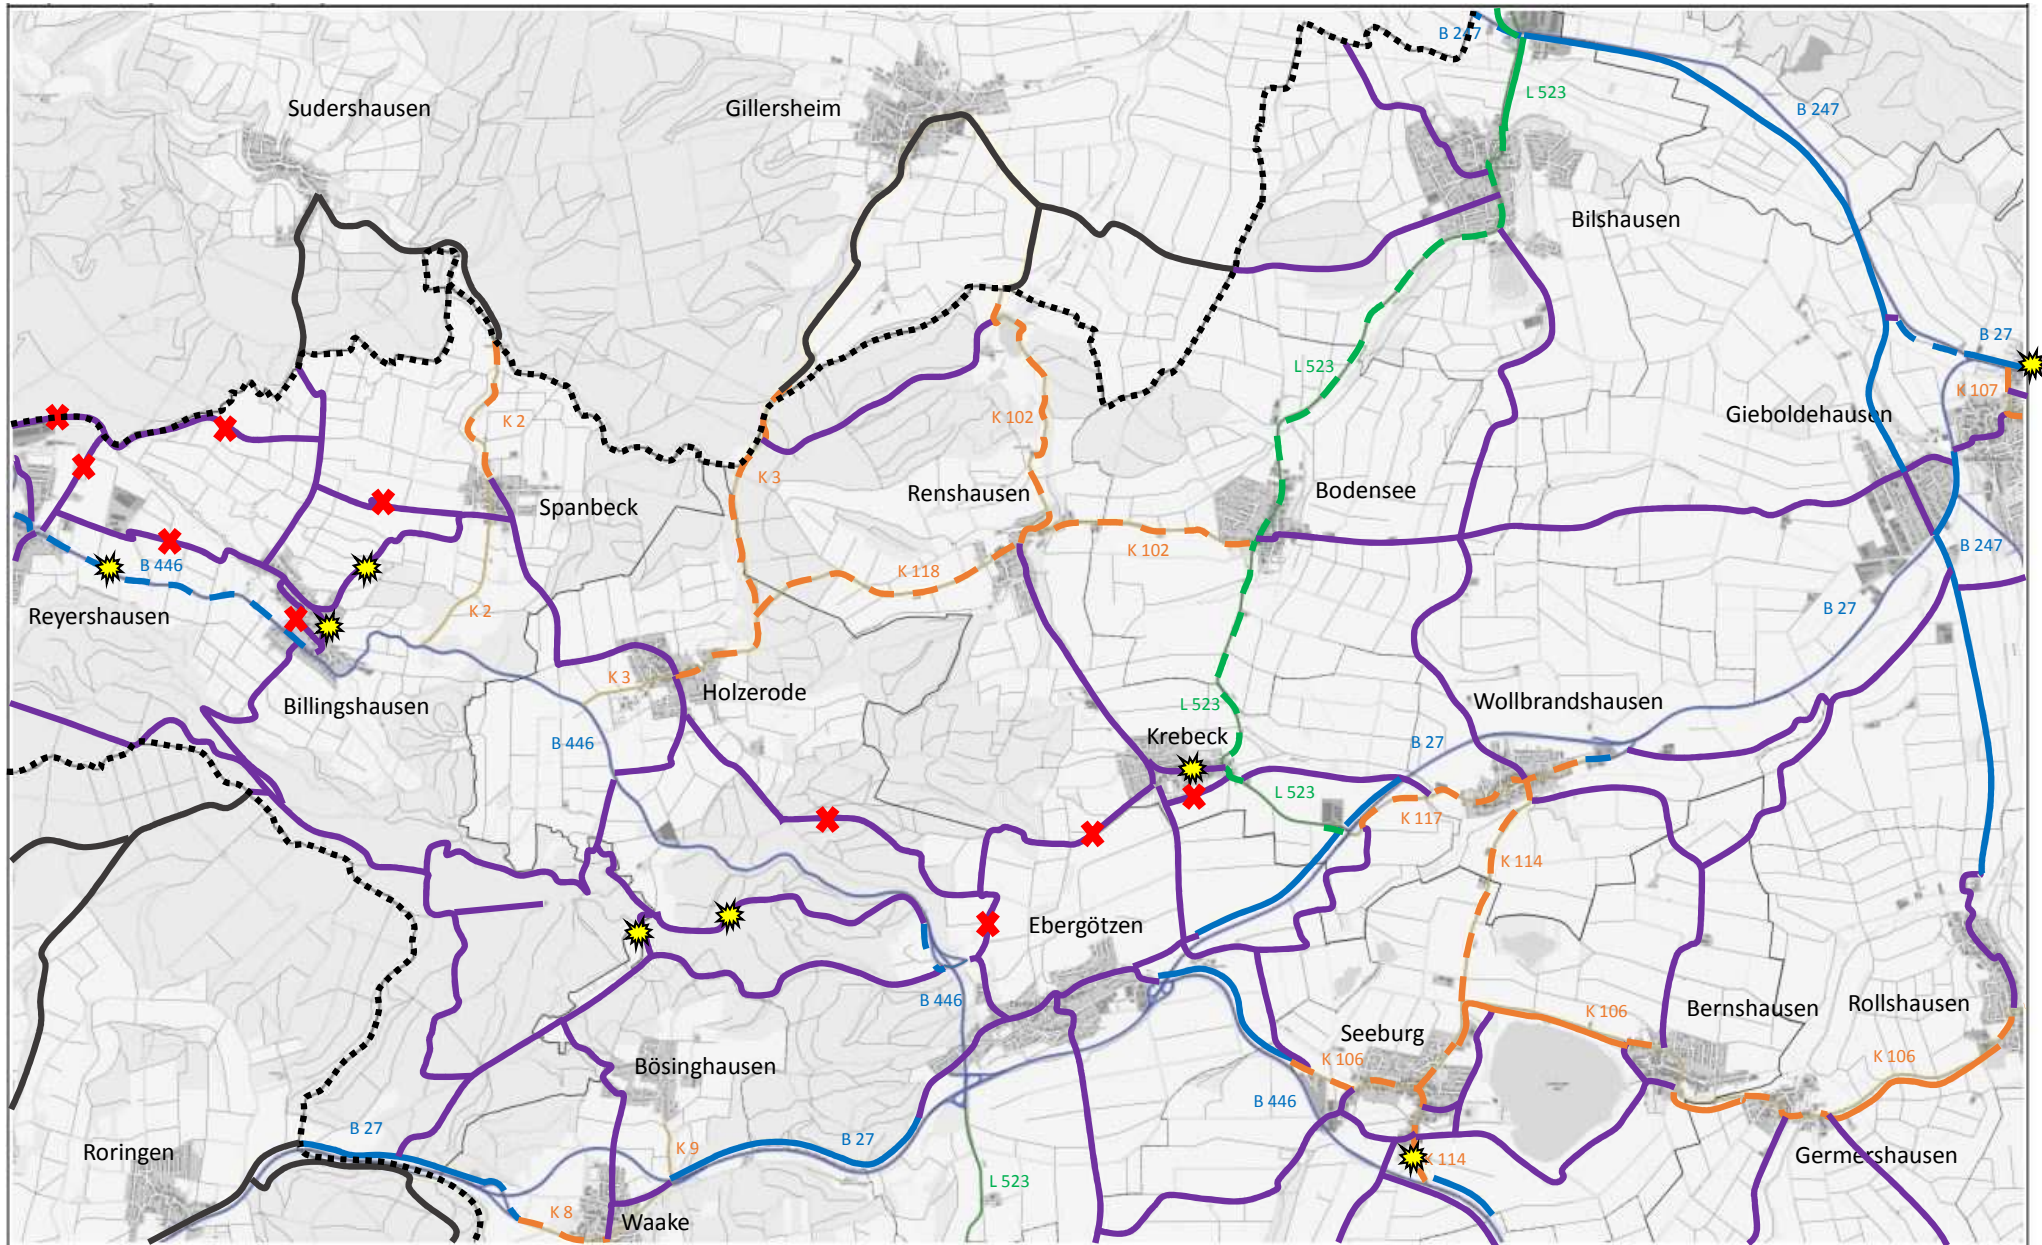 B 247
L 523
B 247
Sudershausen
Gillersheim
Bilshausen
B 27
L 523
K 107
Gieboldehausen
K 2
K 102
K 3
Spanbeck
Renshausen
Bodensee
B 446
K 102
B 247
K 118
Reyershausen
K 2
B 27
K 3
Holzerode
Billingshausen
L 523
Wollbrandshausen
B 446
Krebeck
B 27
L 523
K 117
K 114
Ebergötzen
B 446
Bernshausen
Rollshausen
K 106
Seeburg
K 106
K 106
Bösinghausen
B 446
B 27
B 27
K 9
Roringen
K 114
Germershausen
L 523
K 8
Waake